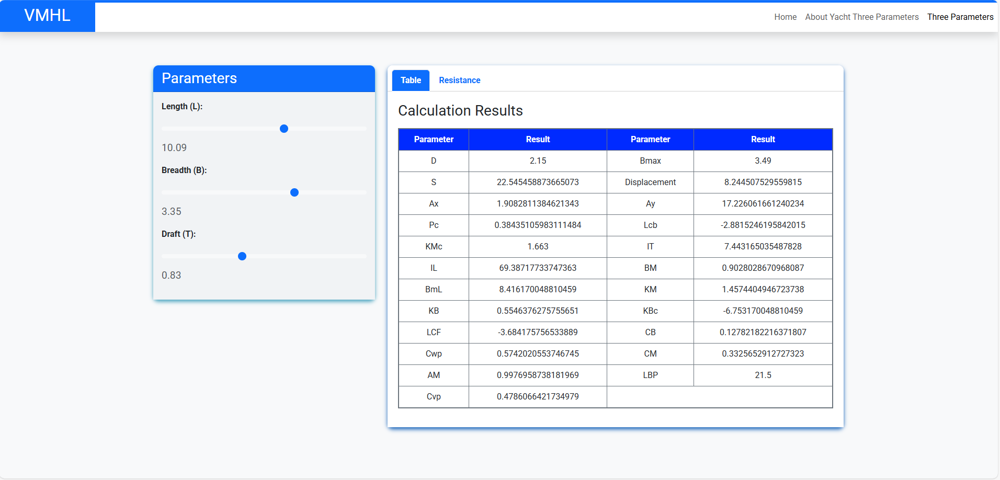 VMHL
Home About Yacht Three Parameters Three Parameters
Parameters
Length (L):
10.09
Breadth (B):
3.35
Draft (T):
0.83
Table Resistance
Calculation Results
Parameter Result Parameter Result
D 2.15 Bmax 3.49
S 22.545458873665073 Displacement 8.244507529559815
Ax 1.9082811384621343 Ay 17.226061661240234
Pc 0.38435105983111484 Lcb -2.8815246195842015
KMc 1.663 IT 7.443165035487828
IL 69.38717733747363 BM 0.9028028670968087
BmL 8.416170048810459 KM 1.4574404946723738
KB 0.5546376275755651 KBc -6.753170048810459
LCF -3.684175756533889 CB 0.12782182216371807
Cwp 0.5742020553746745 CM 0.3325652912727323
AM 0.9976958738181969 LBP 21.5
Cvp 0.4786066421734979